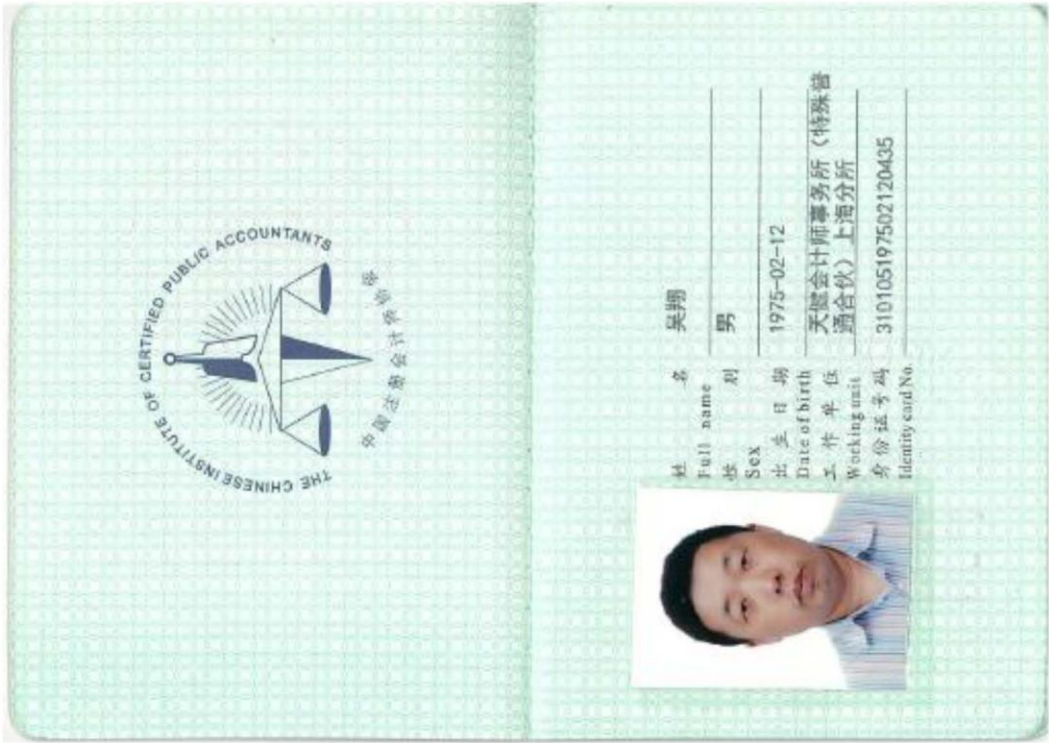 THE CHINESE INSTITUTE OF CERTIFIED PUBLIC ACCOUNTANTS
中国注册会计师协会
姓 名 吴翔
Full name
性 别 男
Sex
出 生 日 期 1975-02-12
Date of birth
工 作 单 位 天健会计师事务所（特殊普
通合伙）上海分所
Working unit
身份证号码 310105197502120435
Identity card No.